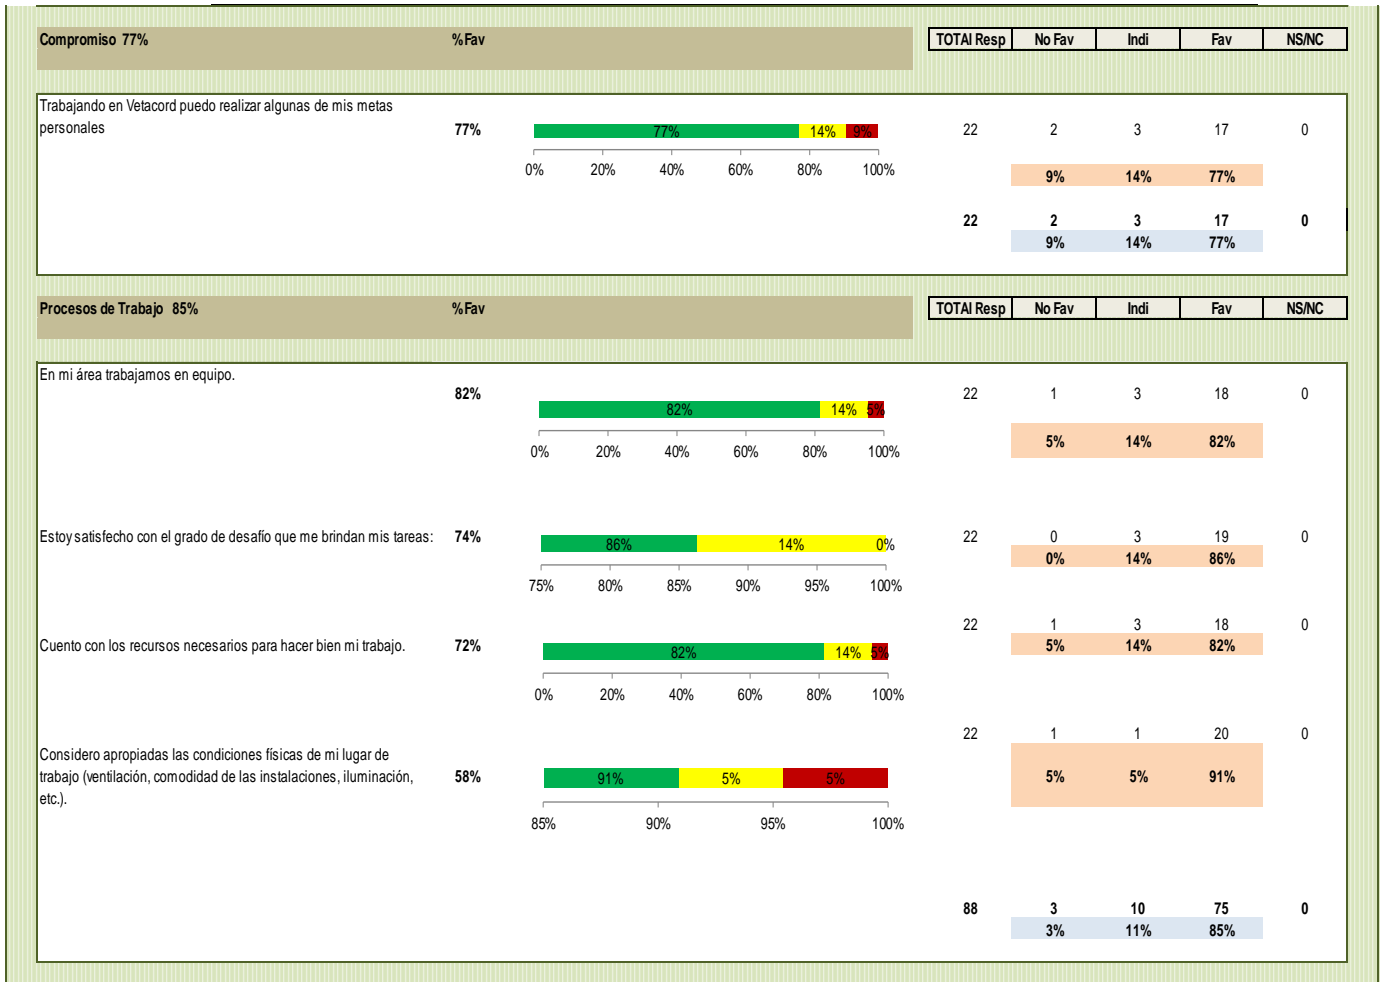 Compromiso 77% %Fav TOTAl Resp No Fav Indi Fav NS/NC
Trabajando en Vetacord puedo realizar algunas de mis metas
personales 77% 77% 14% 9% 22 2 3 17 0
0% 20% 40% 60% 80% 100%
9% 14% 77%
22 2 3 17 0
9% 14% 77%
Procesos de Trabajo 85% %Fav TOTAl Resp No Fav Indi Fav NS/NC
En mi área trabajamos en equipo.
82% 22 1 3 18 0
82% 14% 5%
5% 14% 82%
0% 20% 40% 60% 80% 100%
Estoy satisfecho con el grado de desafío que me brindan mis tareas: 74% 86% 14% 0% 22 0 3 19 0
0% 14% 86%
75% 80% 85% 90% 95% 100%
22 1 3 18 0
Cuento con los recursos necesarios para hacer bien mi trabajo. 72% 82% 14% 5% 5% 14% 82%
0% 20% 40% 60% 80% 100%
22 1 1 20 0
Considero apropiadas las condiciones físicas de mi lugar de
trabajo (ventilación, comodidad de las instalaciones, iluminación, 58% 91% 5% 5% 5% 5% 91%
etc.).
85% 90% 95% 100%
88 3 10 75 0
3% 11% 85%